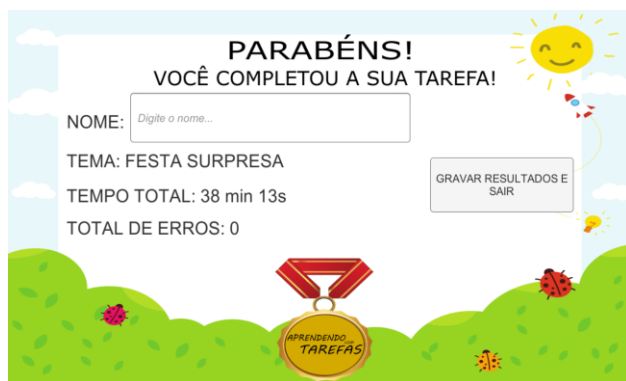 PARABÉNS!
VOCÊ COMPLETOU A SUA TAREFA!
NOME: Digite o nome...
TEMA: FESTA SURPRESA
TEMPO TOTAL: 38 min 13s
TOTAL DE ERROS: 0
GRAVAR RESULTADOS E
SAIR
APRENDENDO
TAREFAS